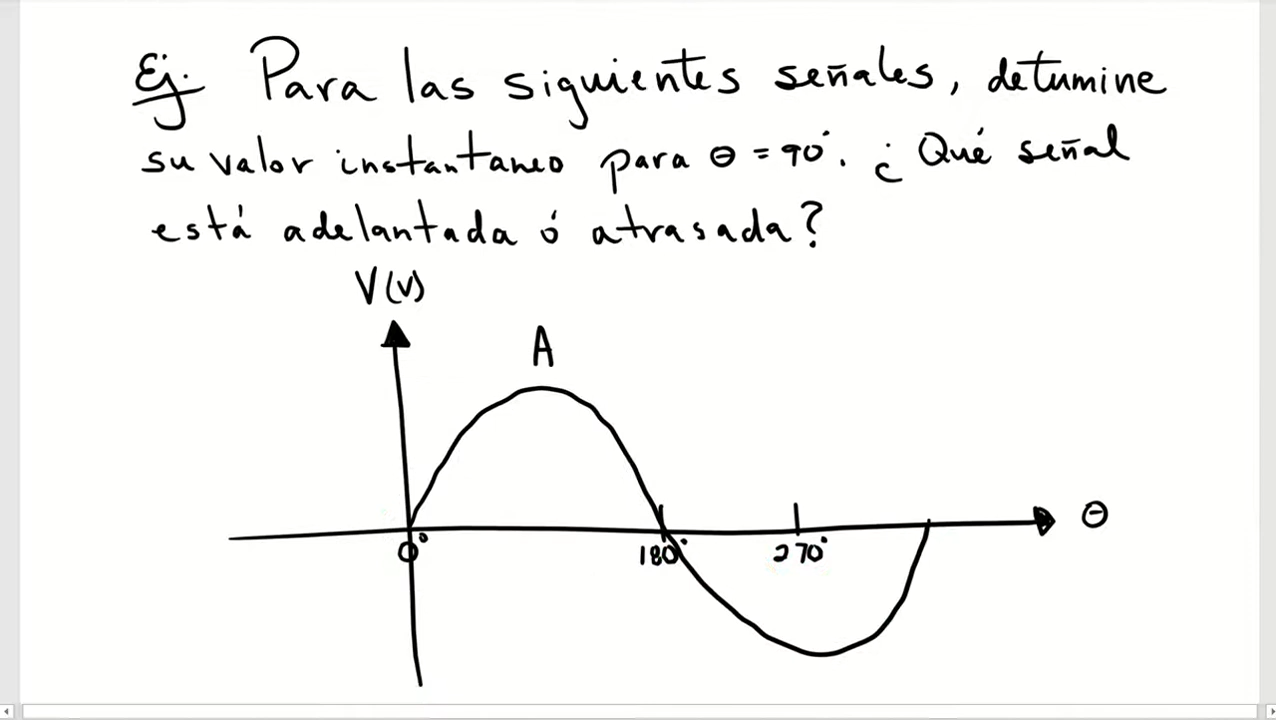 Ej. Para las siguientes señales, determine
su valor instantaneo para θ = 90°. ¿Qué señal
está adelantada ó atrasada?
V(v)
A
θ
0° 180° 270°